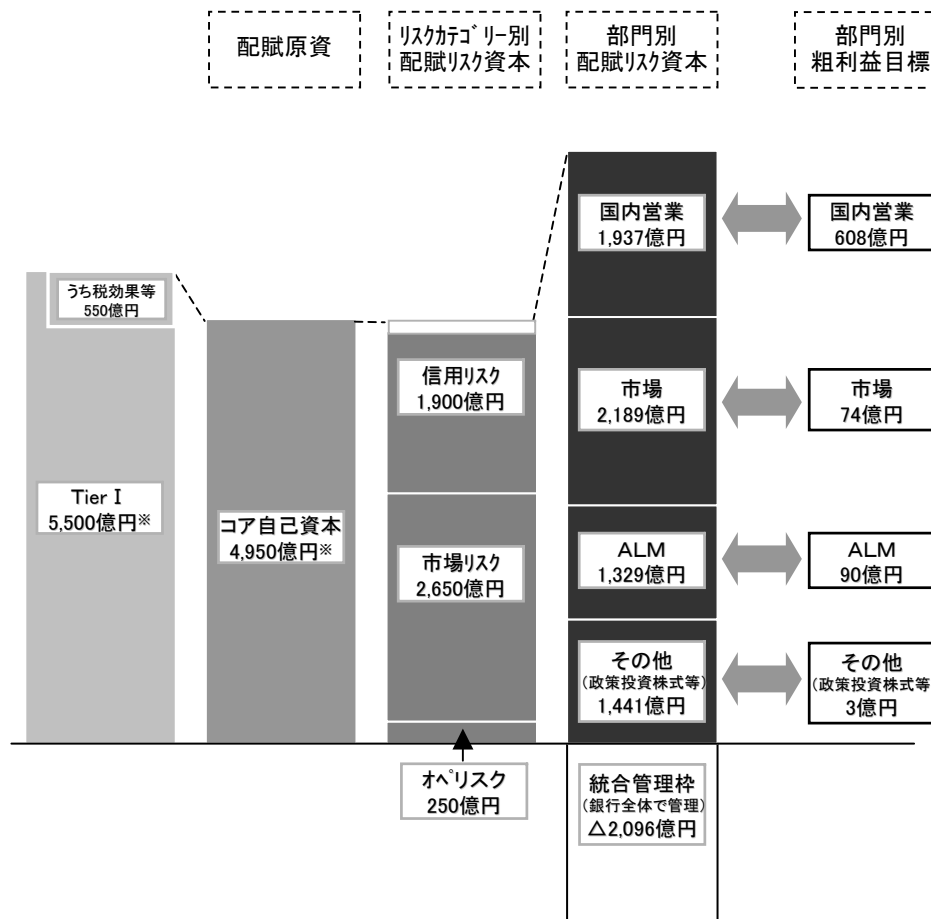 配賦原資
ﾘｽｸｶﾃｺﾞﾘｰ別
配賦ﾘｽｸ資本
部門別
配賦ﾘｽｸ資本
部門別
粗利益目標
うち税効果等
550億円
Tier Ⅰ
5,500億円※
コア自己資本
4,950億円※
信用ﾘｽｸ
1,900億円
市場ﾘｽｸ
2,650億円
ｵﾍﾟﾘｽｸ
250億円
国内営業
1,937億円
市場
2,189億円
ＡＬＭ
1,329億円
その他
（政策投資株式等）
1,441億円
統合管理枠
（銀行全体で管理）
△2,096億円
国内営業
608億円
市場
74億円
ＡＬＭ
90億円
その他
（政策投資株式等
3億円